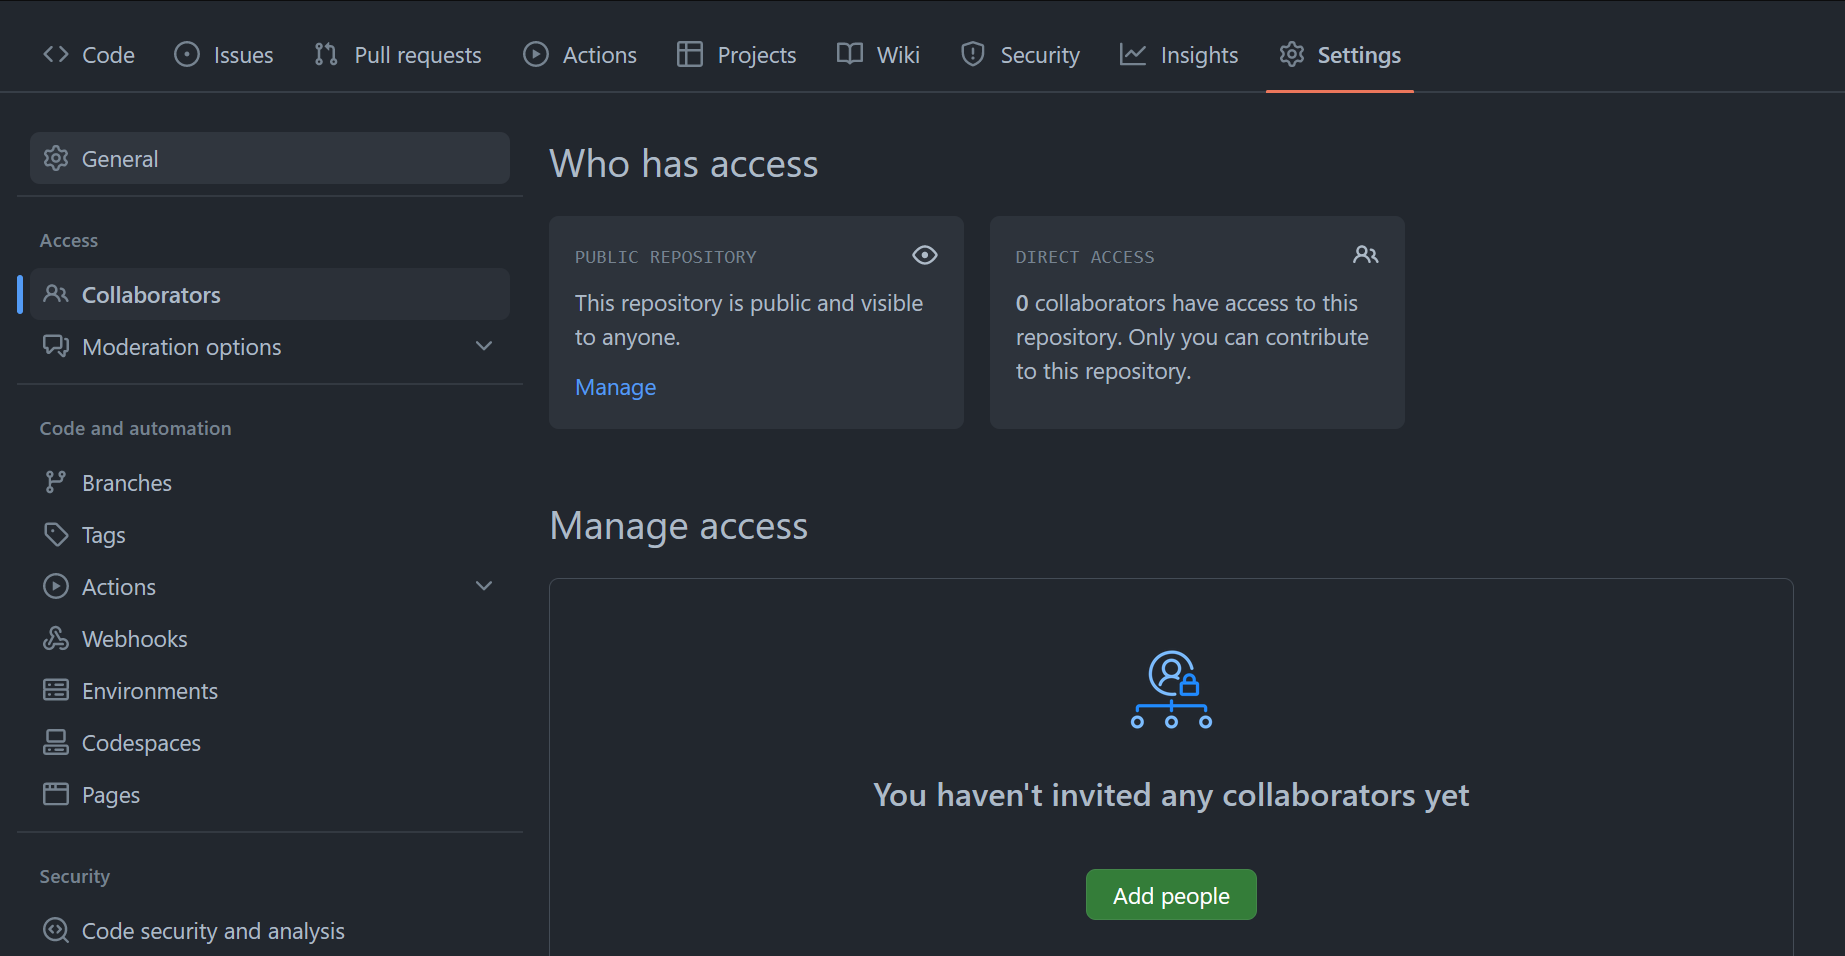 Code Issues Pull requests Actions Projects Wiki Security Insights Settings
General
Access
Collaborators
Moderation options
Code and automation
Branches
Tags
Actions
Webhooks
Environments
Codespaces
Pages
Security
Code security and analysis
Who has access
PUBLIC REPOSITORY
This repository is public and visible
to anyone.
Manage
DIRECT ACCESS
0 collaborators have access to this
repository. Only you can contribute
to this repository.
Manage access
You haven't invited any collaborators yet
Add people